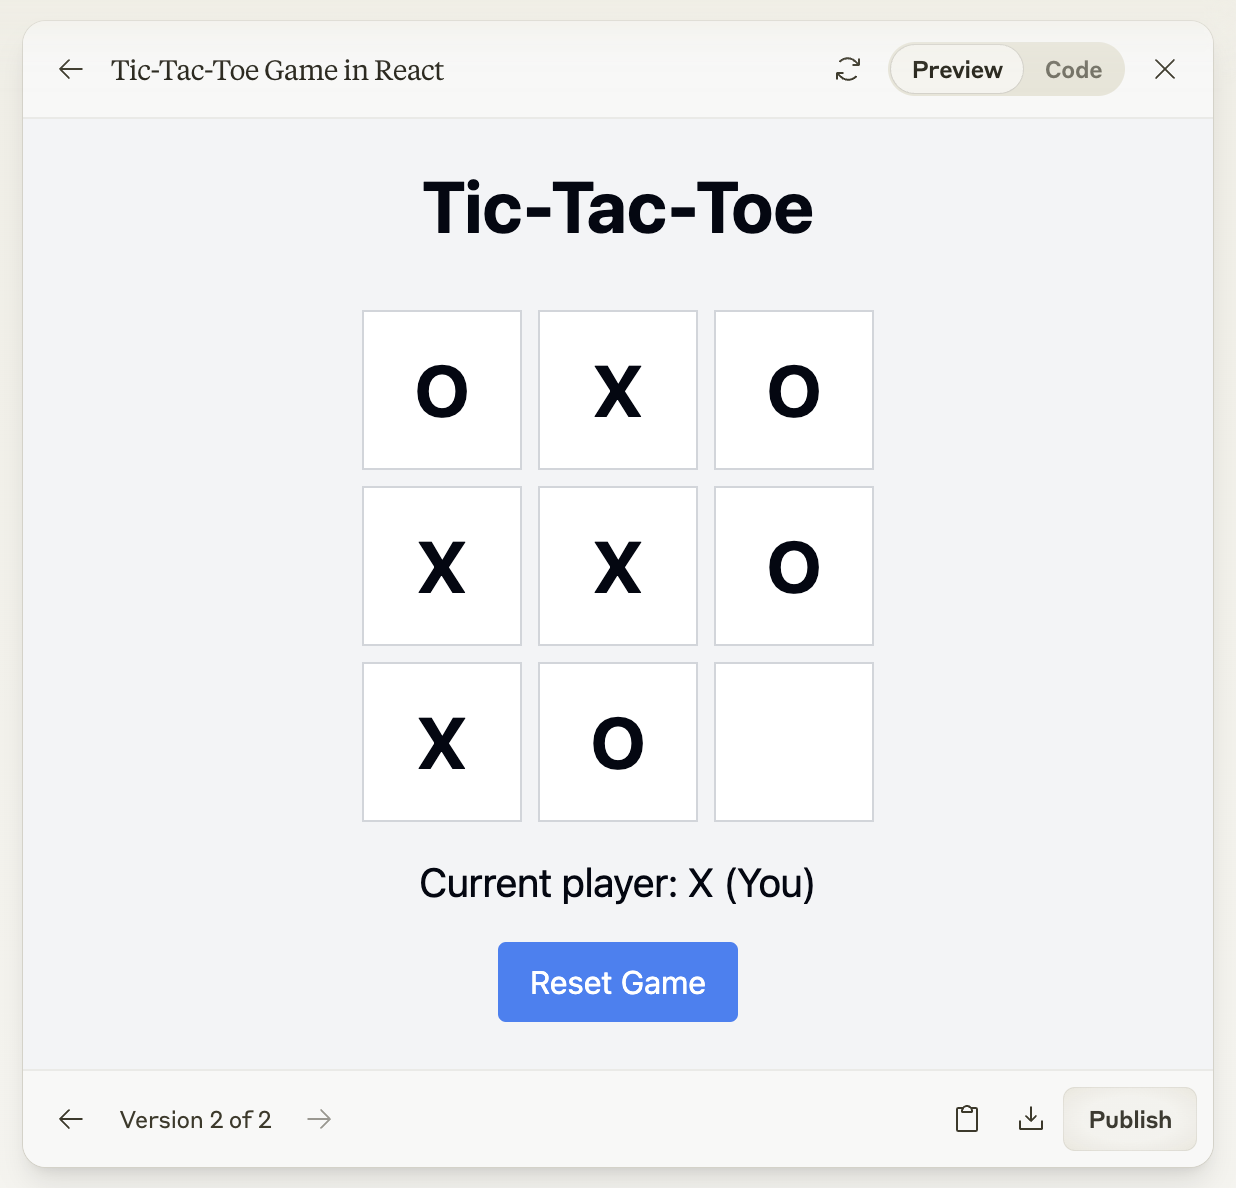 Tic-Tac-Toe Game in React
Preview
Code
Tic-Tac-Toe
O X O
X X O
X O
Current player: X (You)
Reset Game
Version 2 of 2
Publish